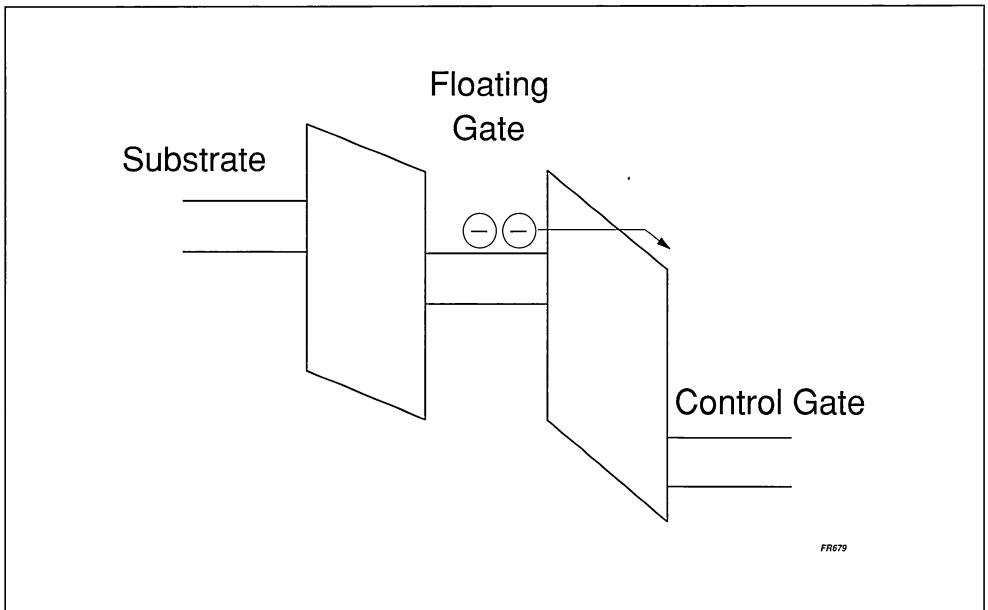 Floating
Gate
Substrate
− −
Control Gate
FR679